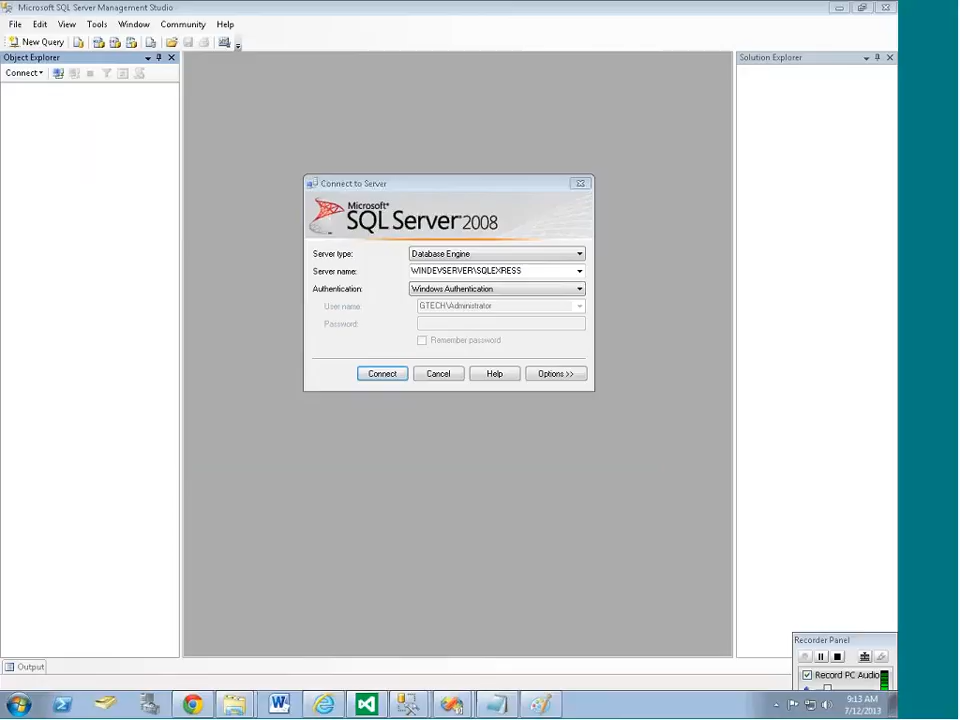 Microsoft SQL Server Management Studio
File Edit View Tools Window Community Help
New Query
Object Explorer
Connect
Solution Explorer
Connect to Server
Microsoft®
SQL Server 2008
Server type: Database Engine
Server name: WINDEVSERVER\SQLEXRESS
Authentication: Windows Authentication
User name: GTECH\Administrator
Password:
Remember password
Connect Cancel Help Options >>
Output
Recorder Panel
Record PC Audio
9:13 AM
7/12/2013